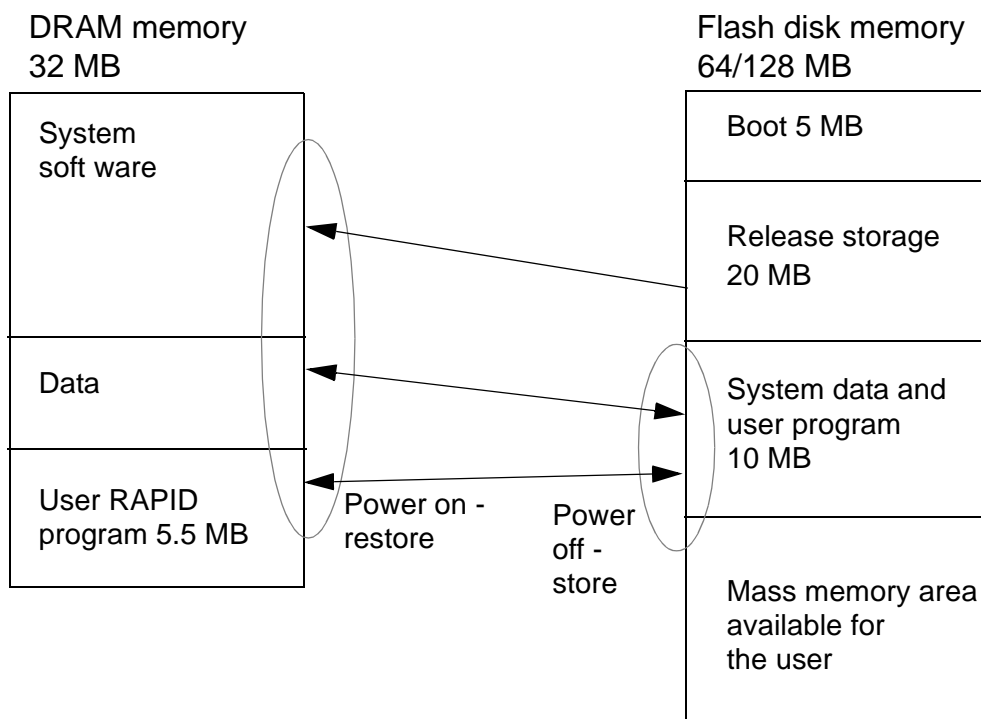 DRAM memory
32 MB
System
soft ware
Data
User RAPID
program 5.5 MB
Power on -
restore
Power
off -
store
Flash disk memory
64/128 MB
Boot 5 MB
Release storage
20 MB
System data and
user program
10 MB
Mass memory area
available for
the user